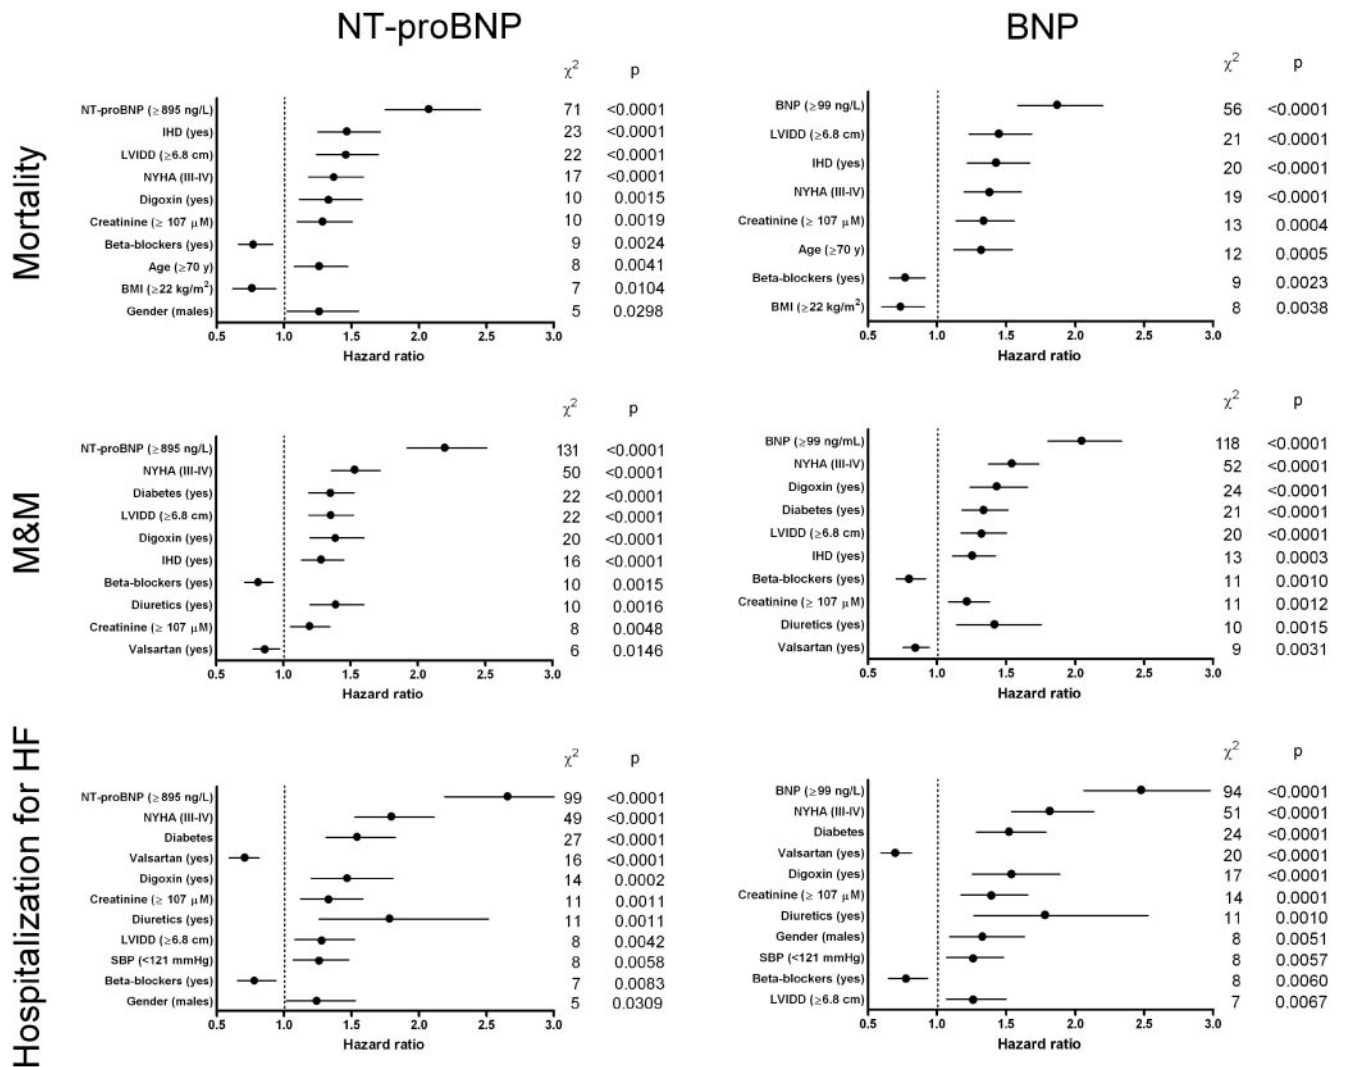 NT-proBNP
BNP
Mortality
χ² p
NT-proBNP (≥895 ng/L) 71 <0.0001
IHD (yes) 23 <0.0001
LVIDD (≥6.8 cm) 22 <0.0001
NYHA (III-IV) 17 <0.0001
Digoxin (yes) 10 0.0015
Creatinine (≥ 107 μM) 10 0.0019
Beta-blockers (yes) 9 0.0024
Age (≥70 y) 8 0.0041
BMI (≥22 kg/m²) 7 0.0104
Gender (males) 5 0.0298
0.5 1.0 1.5 2.0 2.5 3.0
Hazard ratio
χ² p
BNP (≥99 ng/L) 56 <0.0001
LVIDD (≥6.8 cm) 21 <0.0001
IHD (yes) 20 <0.0001
NYHA (III-IV) 19 <0.0001
Creatinine (≥ 107 μM) 13 0.0004
Age (≥70 y) 12 0.0005
Beta-blockers (yes) 9 0.0023
BMI (≥22 kg/m²) 8 0.0038
0.5 1.0 1.5 2.0 2.5 3.0
Hazard ratio
M&M
χ² p
NT-proBNP (≥895 ng/L) 131 <0.0001
NYHA (III-IV) 50 <0.0001
Diabetes (yes) 22 <0.0001
LVIDD (≥6.8 cm) 22 <0.0001
Digoxin (yes) 20 <0.0001
IHD (yes) 16 <0.0001
Beta-blockers (yes) 10 0.0015
Diuretics (yes) 10 0.0016
Creatinine (≥ 107 μM) 8 0.0048
Valsartan (yes) 6 0.0146
0.5 1.0 1.5 2.0 2.5 3.0
Hazard ratio
χ² p
BNP (≥99 ng/mL) 118 <0.0001
NYHA (III-IV) 52 <0.0001
Digoxin (yes) 24 <0.0001
Diabetes (yes) 21 <0.0001
LVIDD (≥6.8 cm) 20 <0.0001
IHD (yes) 13 0.0003
Beta-blockers (yes) 11 0.0010
Creatinine (≥ 107 μM) 11 0.0012
Diuretics (yes) 10 0.0015
Valsartan (yes) 9 0.0031
0.5 1.0 1.5 2.0 2.5 3.0
Hazard ratio
Hospitalization for HF
χ² p
NT-proBNP (≥895 ng/L) 99 <0.0001
NYHA (III-IV) 49 <0.0001
Diabetes 27 <0.0001
Valsartan (yes) 16 <0.0001
Digoxin (yes) 14 0.0002
Creatinine (≥ 107 μM) 11 0.0011
Diuretics (yes) 11 0.0011
LVIDD (≥6.8 cm) 8 0.0042
SBP (<121 mmHg) 8 0.0058
Beta-blockers (yes) 7 0.0083
Gender (males) 5 0.0309
0.5 1.0 1.5 2.0 2.5 3.0
Hazard ratio
χ² p
BNP (≥99 ng/L) 94 <0.0001
NYHA (III-IV) 51 <0.0001
Diabetes 24 <0.0001
Valsartan (yes) 20 <0.0001
Digoxin (yes) 17 <0.0001
Creatinine (≥ 107 μM) 14 0.0001
Diuretics (yes) 11 0.0010
Gender (males) 8 0.0051
SBP (<121 mmHg) 8 0.0057
Beta-blockers (yes) 8 0.0060
LVIDD (≥6.8 cm) 7 0.0067
0.5 1.0 1.5 2.0 2.5 3.0
Hazard ratio